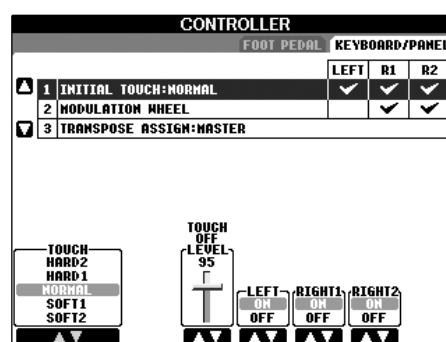 CONTROLLER
FOOT PEDAL KEYBOARD/PANEL
LEFT R1 R2
1 INITIAL TOUCH:NORMAL
2 MODULATION WHEEL
3 TRANSPOSE ASSIGN:MASTER
TOUCH
HARD2
HARD1
NORMAL
SOFT1
SOFT2
TOUCH
OFF
LEVEL
95
LEFT
ON
OFF
RIGHT1
ON
OFF
RIGHT2
ON
OFF